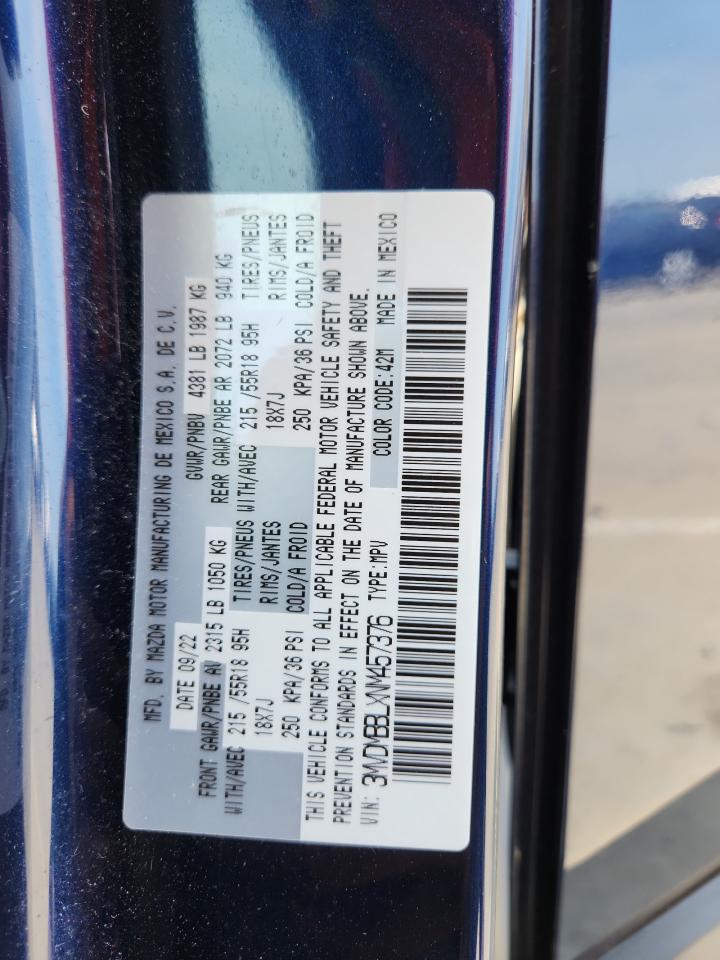 MFD. BY MAZDA MOTOR MANUFACTURING DE MEXICO S.A. DE C.V.
DATE 09/22 GVWR/PNBV 4381 LB 1987 KG
FRONT GAWR/PNBE AV 2315 LB 1050 KG REAR GAWR/PNBE AR 2072 LB 940 KG
WITH/AVEC 215 /55R18 95H TIRES/PNEUS WITH/AVEC 215 /55R18 95H TIRES/PNEUS
18X7J RIMS/JANTES 18X7J RIMS/JANTES
250 KPA/36 PSI COLD/A FROID 250 KPA/36 PSI COLD/A FROID
THIS VEHICLE CONFORMS TO ALL APPLICABLE FEDERAL MOTOR VEHICLE SAFETY AND THEFT
PREVENTION STANDARDS IN EFFECT ON THE DATE OF MANUFACTURE SHOWN ABOVE.
VIN: 3MVDMBBLXNM457376 TYPE:MPV COLOR CODE:42M MADE IN MEXICO